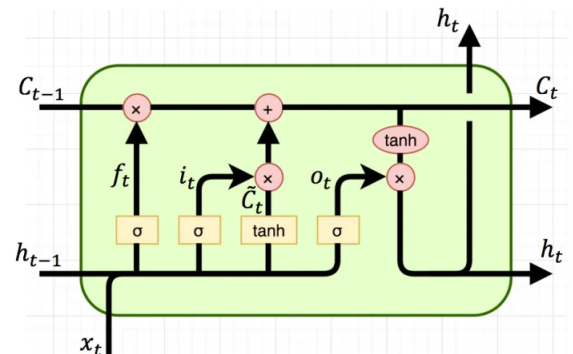 h_t
C_{t−1} × + C_t
tanh
f_t i_t × o_t ×
C̃_t
σ σ tanh σ
h_{t−1} h_t
x_t